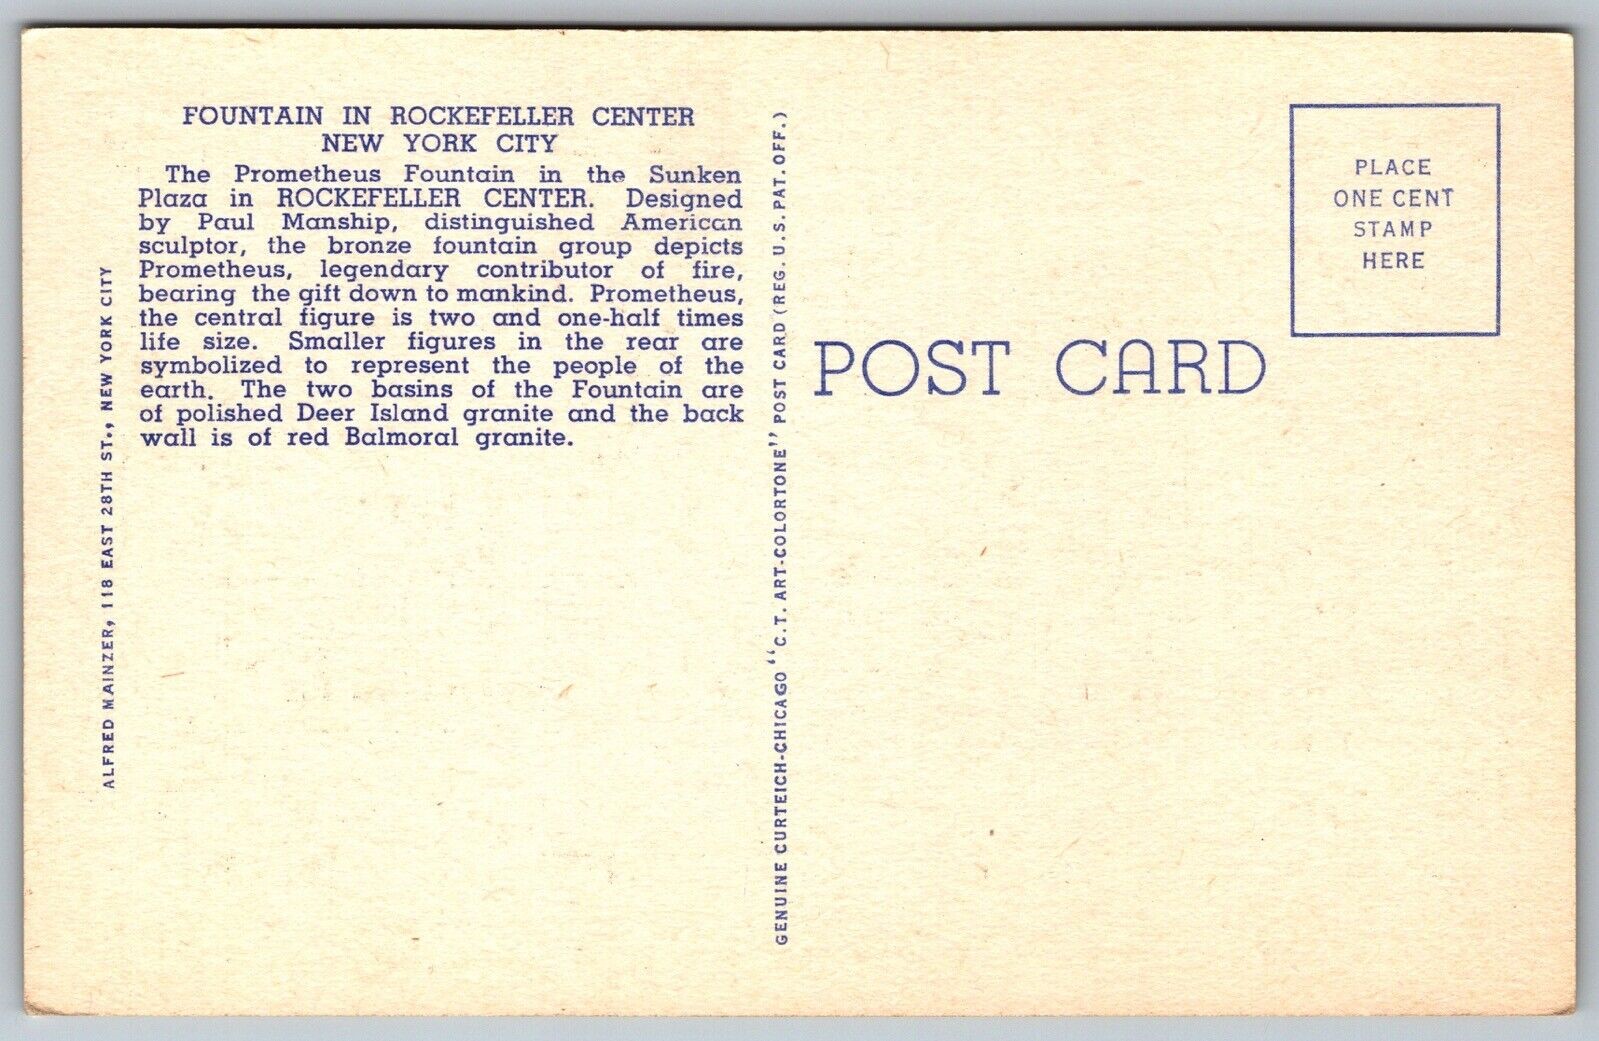 FOUNTAIN IN ROCKEFELLER CENTER
NEW YORK CITY
The Prometheus Fountain in the Sunken
Plaza in ROCKEFELLER CENTER. Designed
by Paul Manship, distinguished American
sculptor, the bronze fountain group depicts
Prometheus, legendary contributor of fire,
bearing the gift down to mankind. Prometheus,
the central figure is two and one-half times
life size. Smaller figures in the rear are
symbolized to represent the people of the
earth. The two basins of the Fountain are
of polished Deer Island granite and the back
wall is of red Balmoral granite.
ALFRED MAINZER, 118 EAST 28TH ST., NEW YORK CITY
GENUINE CURTEICH-CHICAGO "C.T. ART-COLORTONE" POST CARD (REG. U.S. PAT. OFF.)
POST CARD
PLACE
ONE CENT
STAMP
HERE